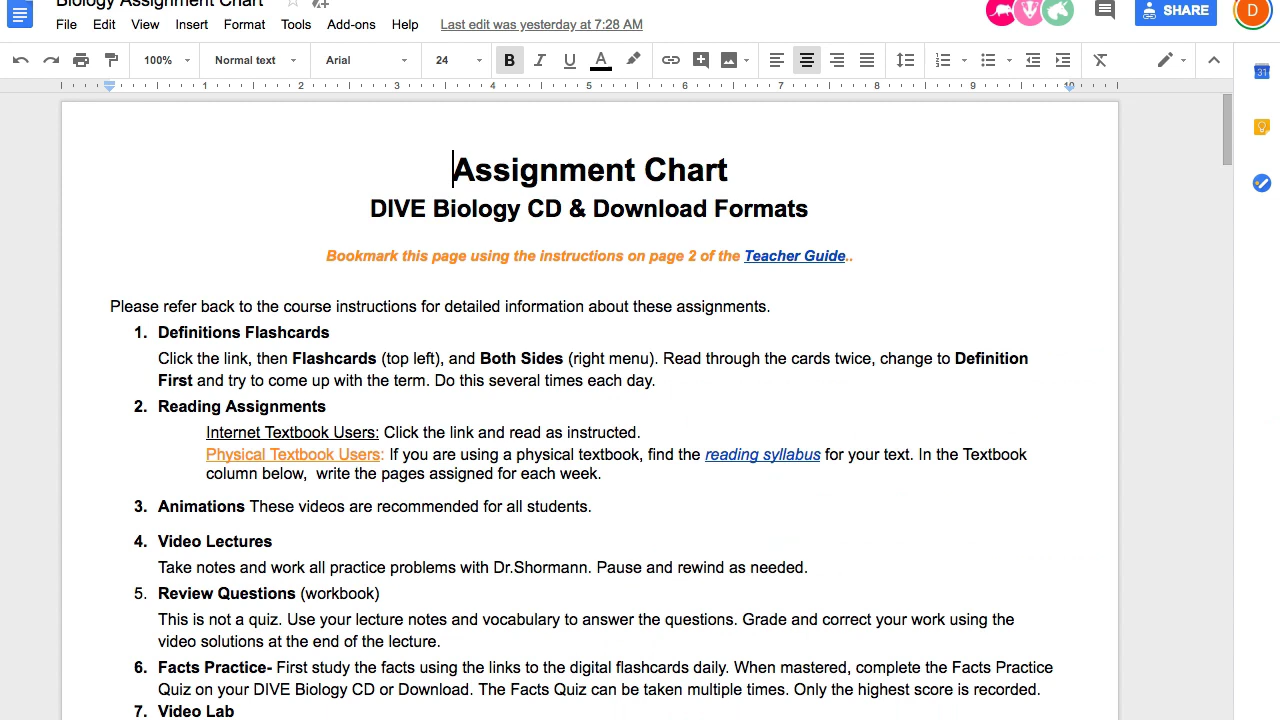 Biology Assignment Chart
File Edit View Insert Format Tools Add-ons Help Last edit was yesterday at 7:28 AM
SHARE
D
100% Normal text Arial 24 B I U A
31
1 2 3 4 5 6 7 8 9 10
Assignment Chart
DIVE Biology CD & Download Formats
Bookmark this page using the instructions on page 2 of the Teacher Guide..
Please refer back to the course instructions for detailed information about these assignments.
1. Definitions Flashcards
Click the link, then Flashcards (top left), and Both Sides (right menu). Read through the cards twice, change to Definition
First and try to come up with the term. Do this several times each day.
2. Reading Assignments
Internet Textbook Users: Click the link and read as instructed.
Physical Textbook Users: If you are using a physical textbook, find the reading syllabus for your text. In the Textbook
column below, write the pages assigned for each week.
3. Animations These videos are recommended for all students.
4. Video Lectures
Take notes and work all practice problems with Dr.Shormann. Pause and rewind as needed.
5. Review Questions (workbook)
This is not a quiz. Use your lecture notes and vocabulary to answer the questions. Grade and correct your work using the
video solutions at the end of the lecture.
6. Facts Practice- First study the facts using the links to the digital flashcards daily. When mastered, complete the Facts Practice
Quiz on your DIVE Biology CD or Download. The Facts Quiz can be taken multiple times. Only the highest score is recorded.
7. Video Lab